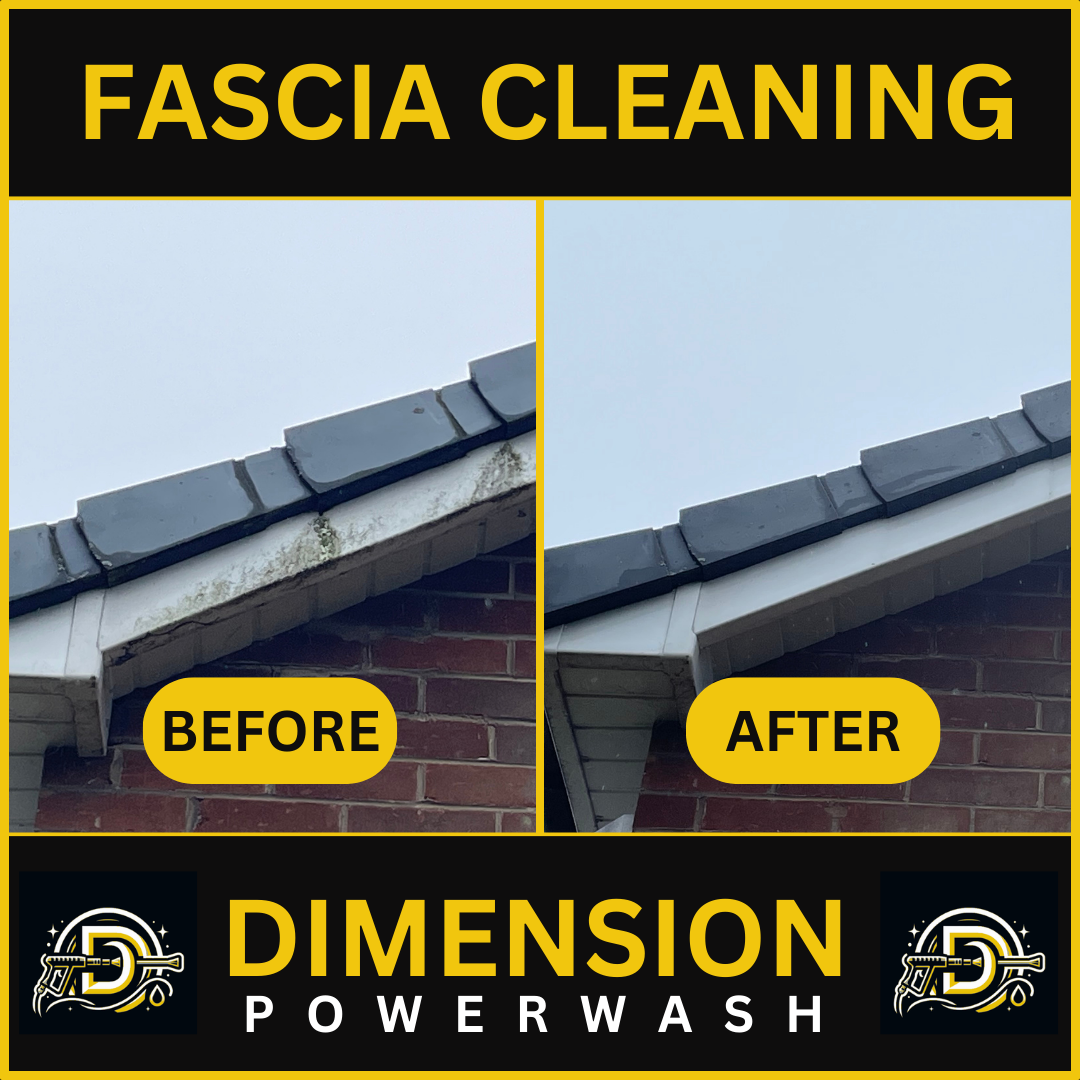 FASCIA CLEANING
BEFORE
AFTER
D
DIMENSION
POWERWASH
D